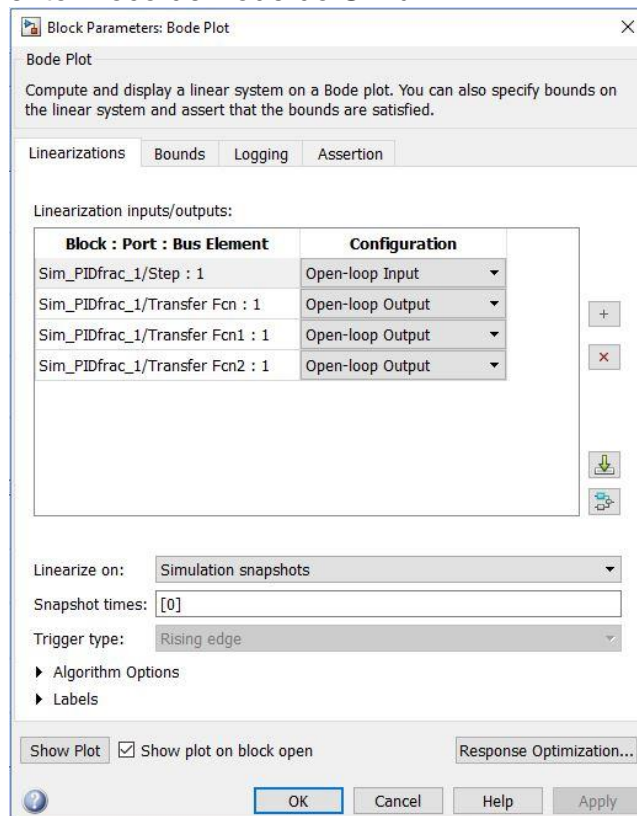 Block Parameters: Bode Plot
Bode Plot
Compute and display a linear system on a Bode plot. You can also specify bounds on
the linear system and assert that the bounds are satisfied.
Linearizations Bounds Logging Assertion
Linearization inputs/outputs:
Block : Port : Bus Element Configuration
Sim_PIDfrac_1/Step : 1 Open-loop Input
Sim_PIDfrac_1/Transfer Fcn : 1 Open-loop Output
Sim_PIDfrac_1/Transfer Fcn1 : 1 Open-loop Output
Sim_PIDfrac_1/Transfer Fcn2 : 1 Open-loop Output
Linearize on: Simulation snapshots
Snapshot times: [0]
Trigger type: Rising edge
Algorithm Options
Labels
Show Plot Show plot on block open Response Optimization...
OK Cancel Help Apply